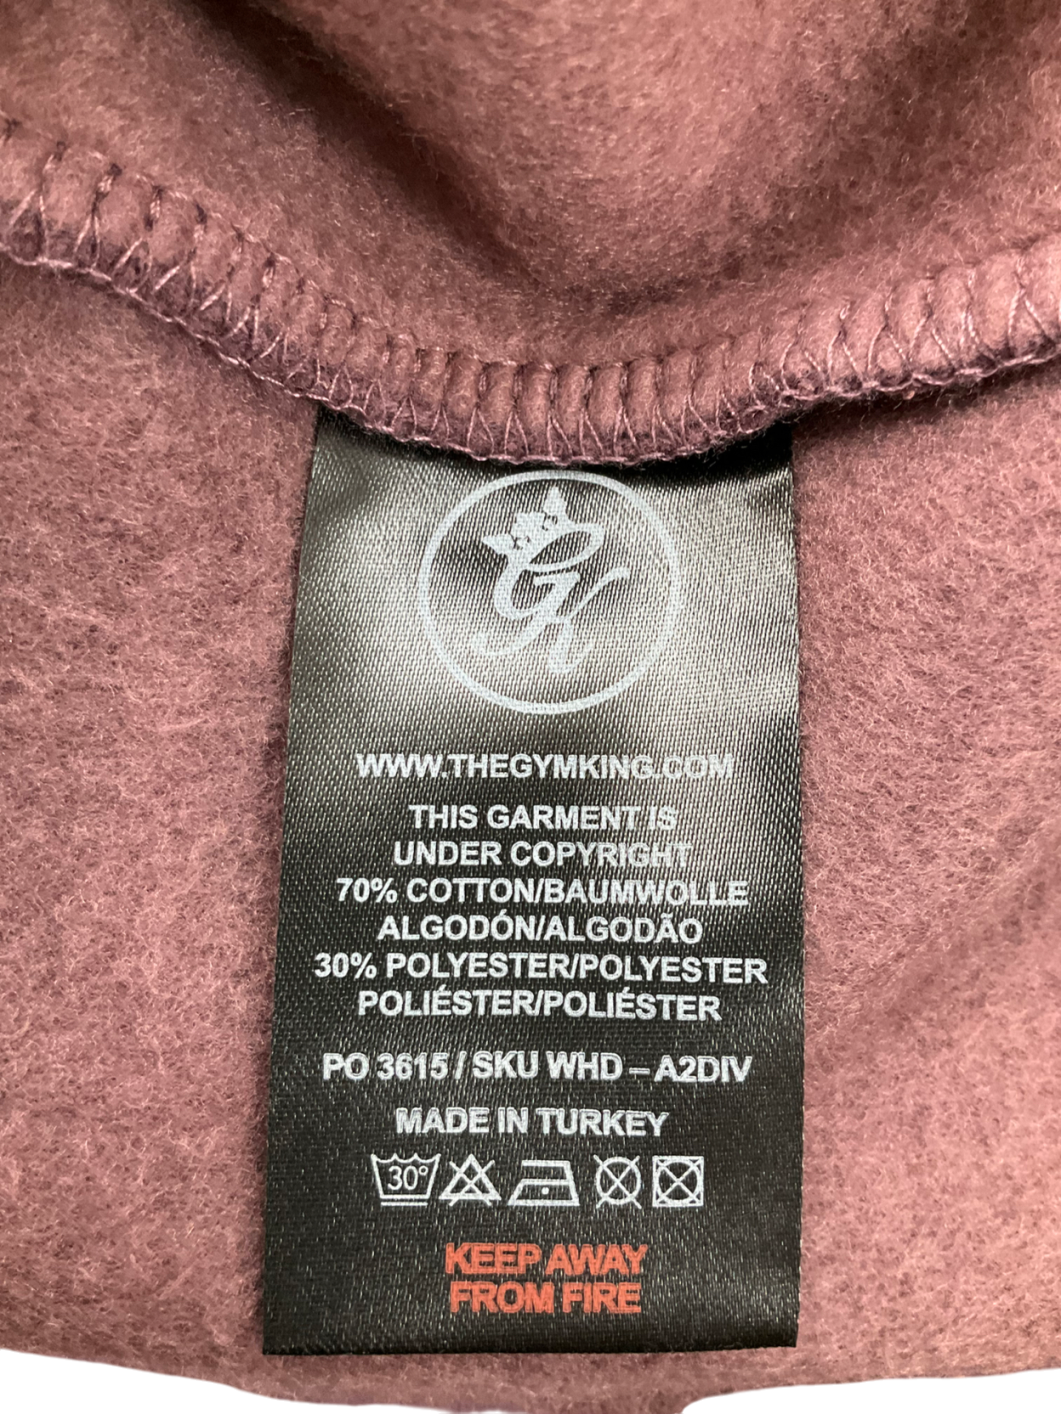 GK
WWW.THEGYMKING.COM
THIS GARMENT IS
UNDER COPYRIGHT
70% COTTON/BAUMWOLLE
ALGODÓN/ALGODÃO
30% POLYESTER/POLYESTER
POLIÉSTER/POLIÉSTER
PO 3615 / SKU WHD – A2DIV
MADE IN TURKEY
30°
KEEP AWAY
FROM FIRE